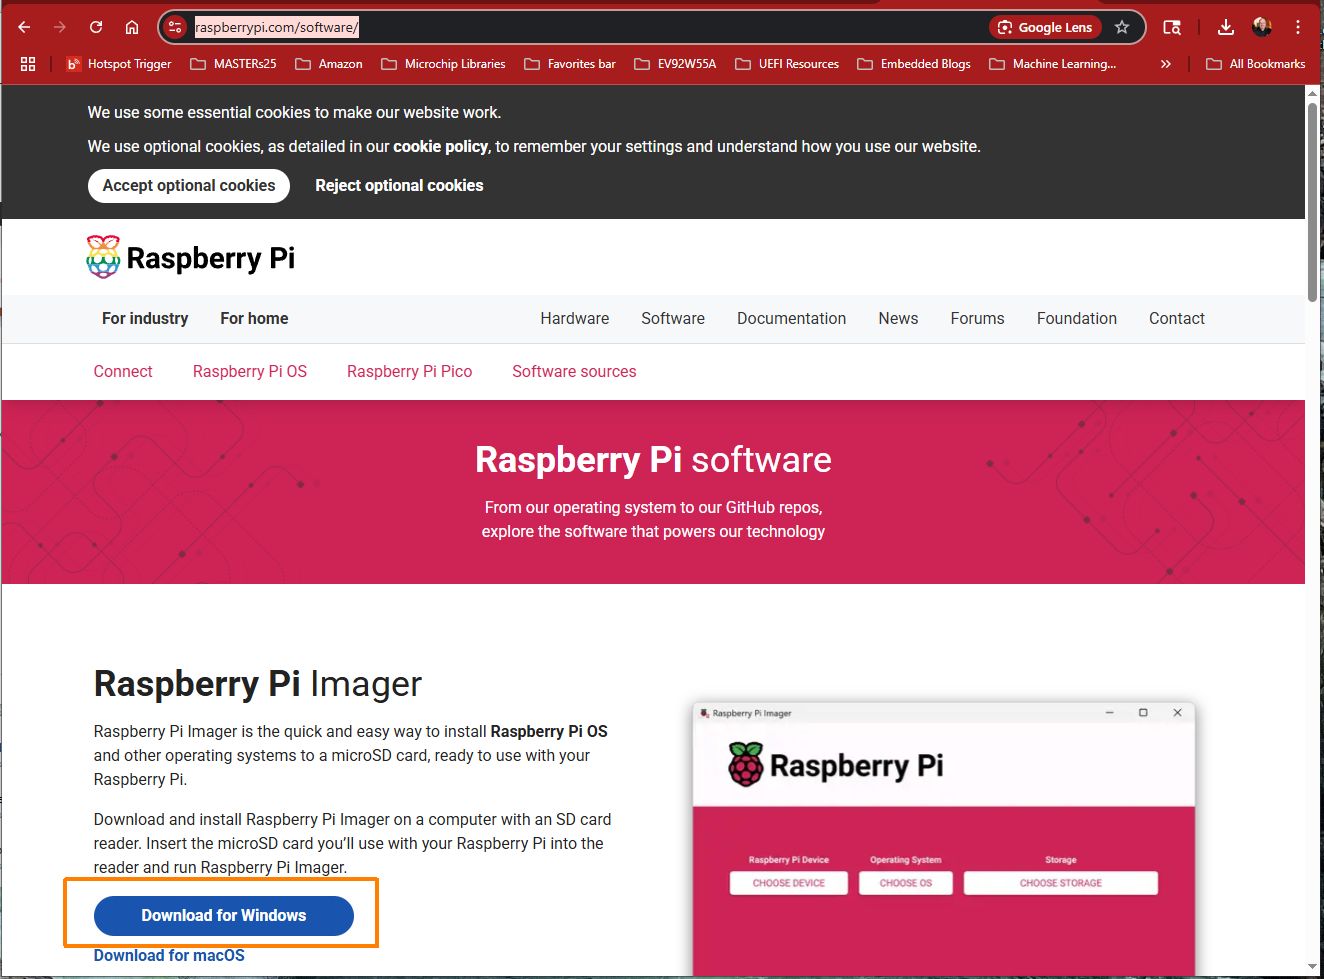 raspberrypi.com/software/
Google Lens
Hotspot Trigger
MASTERs25
Amazon
Microchip Libraries
Favorites bar
EV92W55A
UEFI Resources
Embedded Blogs
Machine Learning...
»
All Bookmarks
We use some essential cookies to make our website work.
We use optional cookies, as detailed in our cookie policy, to remember your settings and understand how you use our website.
Accept optional cookies
Reject optional cookies
Raspberry Pi
For industry
For home
Hardware
Software
Documentation
News
Forums
Foundation
Contact
Connect
Raspberry Pi OS
Raspberry Pi Pico
Software sources
Raspberry Pi software
From our operating system to our GitHub repos,
explore the software that powers our technology
Raspberry Pi Imager
Raspberry Pi Imager is the quick and easy way to install Raspberry Pi OS
and other operating systems to a microSD card, ready to use with your
Raspberry Pi.
Download and install Raspberry Pi Imager on a computer with an SD card
reader. Insert the microSD card you’ll use with your Raspberry Pi into the
reader and run Raspberry Pi Imager.
Download for Windows
Download for macOS
Raspberry Pi Imager
Raspberry Pi
Raspberry Pi Device
Operating System
Storage
CHOOSE DEVICE
CHOOSE OS
CHOOSE STORAGE